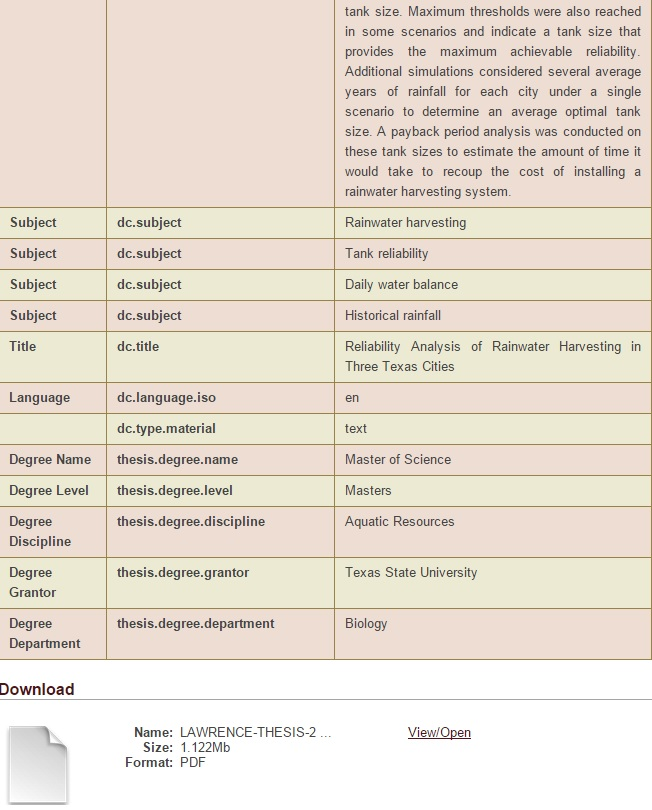 tank size. Maximum thresholds were also reached
in some scenarios and indicate a tank size that
provides the maximum achievable reliability.
Additional simulations considered several average
years of rainfall for each city under a single
scenario to determine an average optimal tank
size. A payback period analysis was conducted on
these tank sizes to estimate the amount of time it
would take to recoup the cost of installing a
rainwater harvesting system.
Subject dc.subject Rainwater harvesting
Subject dc.subject Tank reliability
Subject dc.subject Daily water balance
Subject dc.subject Historical rainfall
Title dc.title Reliability Analysis of Rainwater Harvesting in
Three Texas Cities
Language dc.language.iso en
dc.type.material text
Degree Name thesis.degree.name Master of Science
Degree Level thesis.degree.level Masters
Degree thesis.degree.discipline Aquatic Resources
Discipline
Degree thesis.degree.grantor Texas State University
Grantor
Degree thesis.degree.department Biology
Department
Download
Name: LAWRENCE-THESIS-2 ... View/Open
Size: 1.122Mb
Format: PDF